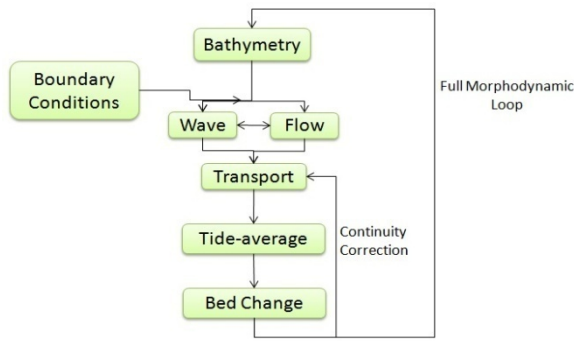 Bathymetry
Boundary
Conditions
Full Morphodynamic
Loop
Wave
Flow
Transport
Continuity
Correction
Tide-average
Bed Change